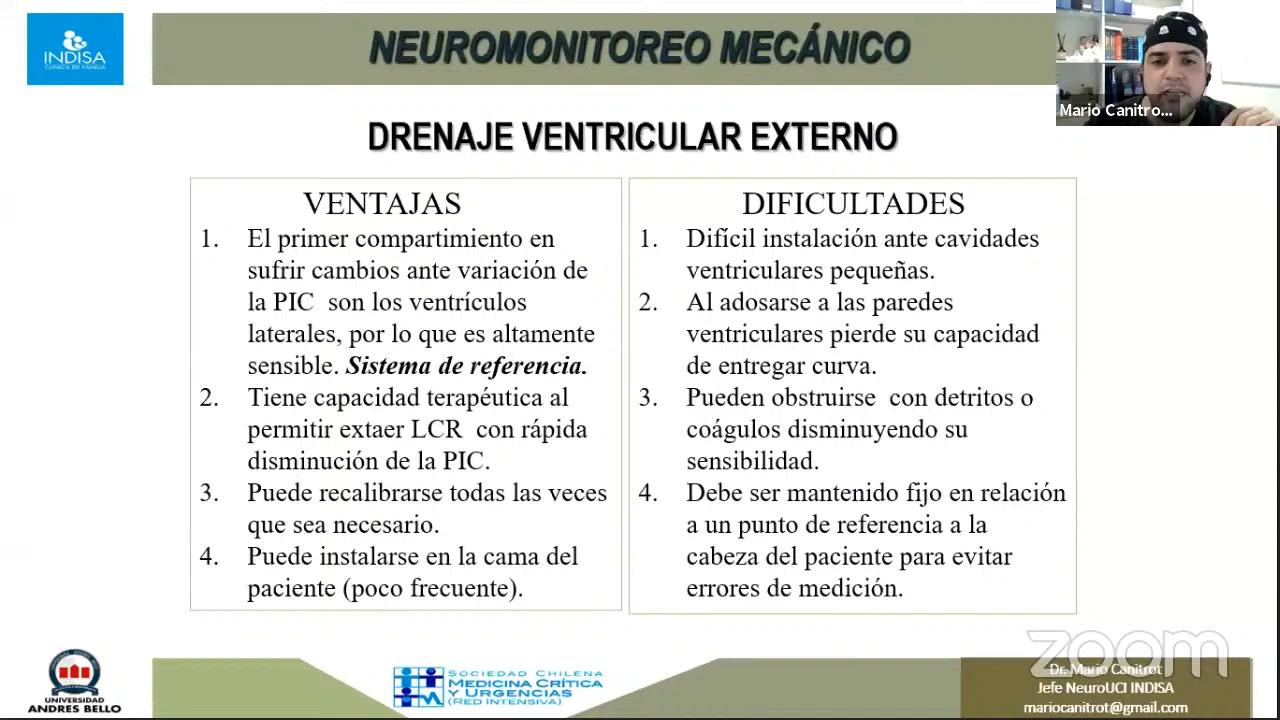 INDISA
CLÍNICA DE FAMILIA
NEUROMONITOREO MECÁNICO
Mario Canitro...
DRENAJE VENTRICULAR EXTERNO
VENTAJAS
1. El primer compartimiento en
sufrir cambios ante variación de
la PIC son los ventrículos
laterales, por lo que es altamente
sensible. Sistema de referencia.
2. Tiene capacidad terapéutica al
permitir extaer LCR con rápida
disminución de la PIC.
3. Puede recalibrarse todas las veces
que sea necesario.
4. Puede instalarse en la cama del
paciente (poco frecuente).
DIFICULTADES
1. Difícil instalación ante cavidades
ventriculares pequeñas.
2. Al adosarse a las paredes
ventriculares pierde su capacidad
de entregar curva.
3. Pueden obstruirse con detritos o
coágulos disminuyendo su
sensibilidad.
4. Debe ser mantenido fijo en relación
a un punto de referencia a la
cabeza del paciente para evitar
errores de medición.
UNIVERSIDAD
ANDRES BELLO
SOCIEDAD CHILENA
MEDICINA CRÍTICA
Y URGENCIAS
(RED INTENSIVA)
zoom
Dr. Mario Canitrot
Jefe NeuroUCI INDISA
mariocanitrot@gmail.com